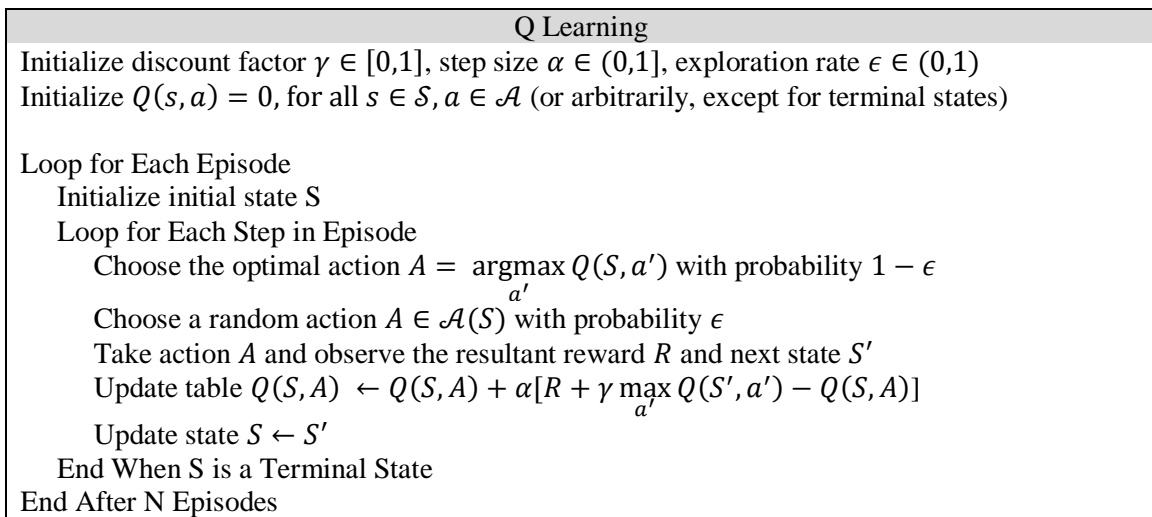 Q Learning
Initialize discount factor γ ∈ [0,1], step size α ∈ (0,1], exploration rate ϵ ∈ (0,1)
Initialize Q(s, a) = 0, for all s ∈ 𝒮, a ∈ 𝒜 (or arbitrarily, except for terminal states)
Loop for Each Episode
Initialize initial state S
Loop for Each Step in Episode
Choose the optimal action A = argmax Q(S, a′) with probability 1 − ϵ
a′
Choose a random action A ∈ 𝒜(S) with probability ϵ
Take action A and observe the resultant reward R and next state S′
Update table Q(S, A) ← Q(S, A) + α[R + γ max Q(S′, a′) − Q(S, A)]
a′
Update state S ← S′
End When S is a Terminal State
End After N Episodes